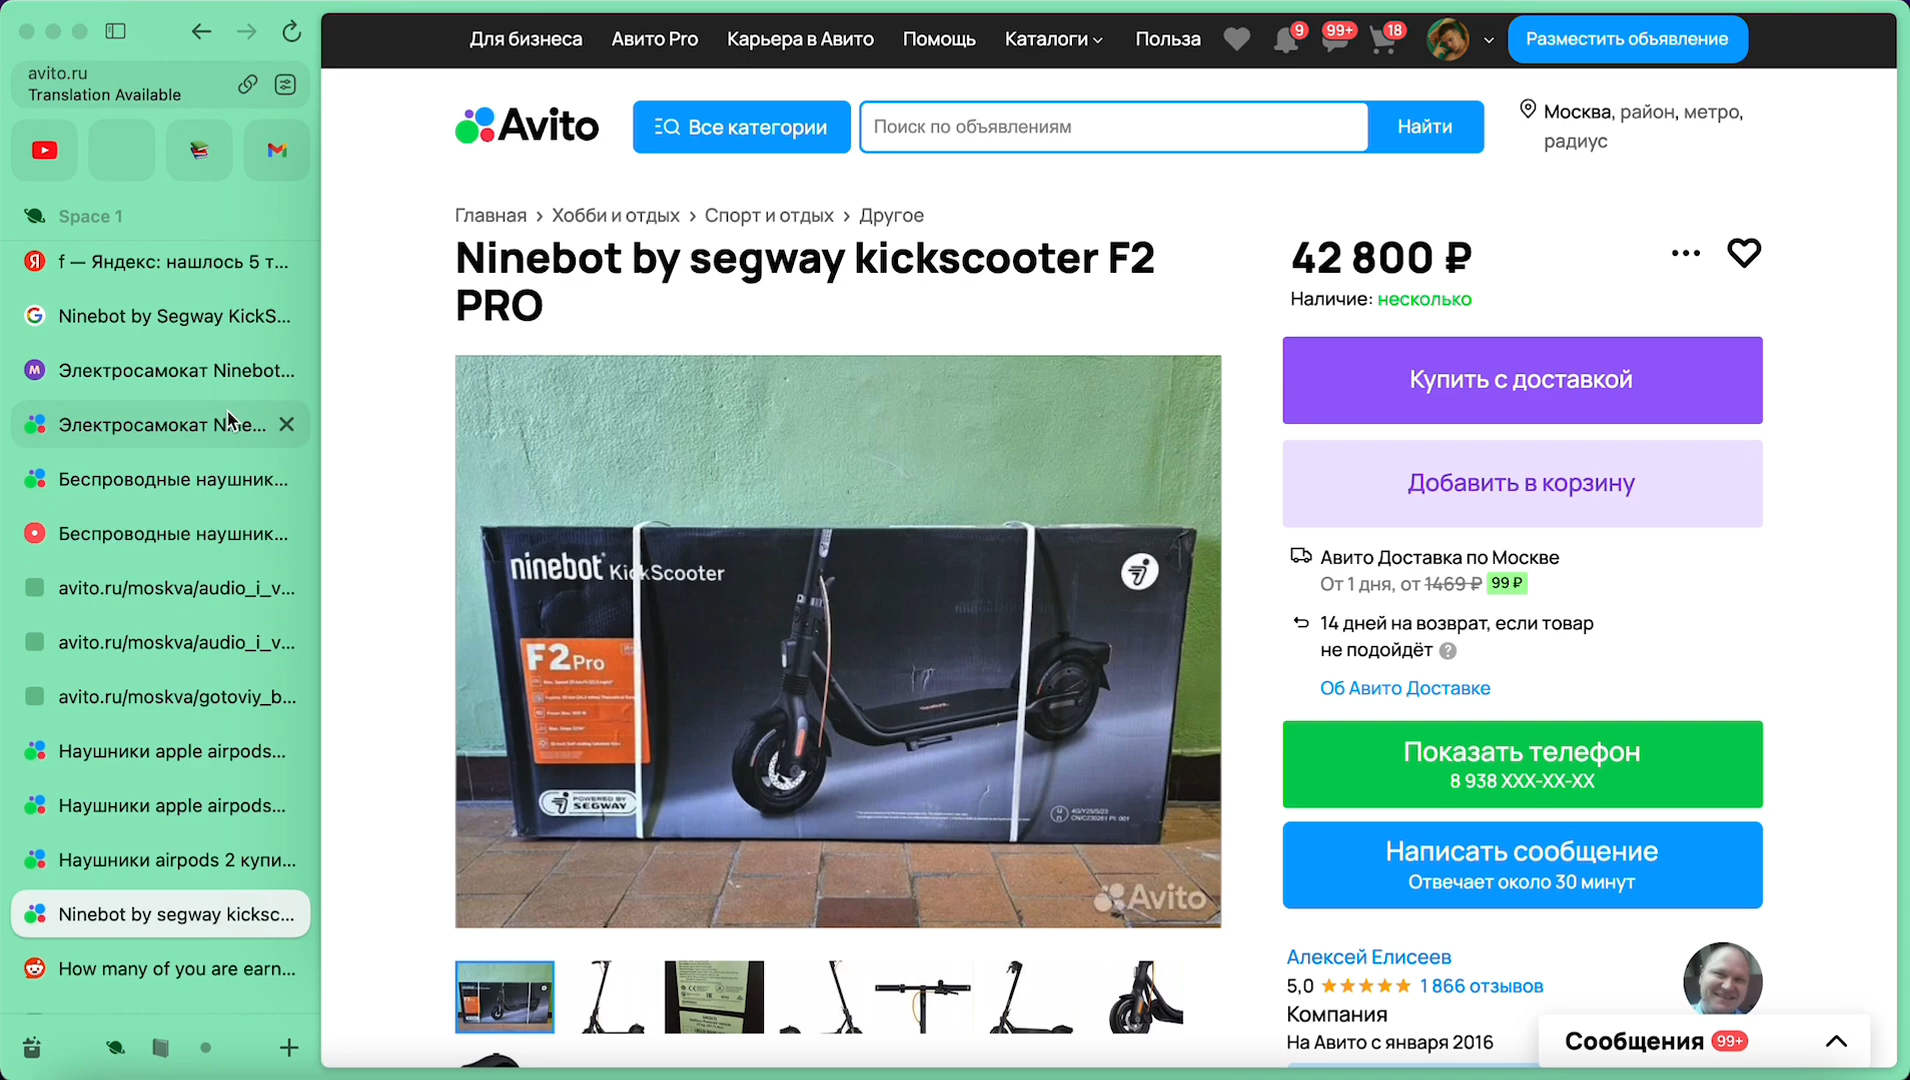 avito.ru
Translation Available
Space 1
f — Яндекс: нашлось 5 т...
Ninebot by Segway KickS...
Электросамокат Ninebot...
Электросамокат Nine...
Беспроводные наушник...
Беспроводные наушник...
avito.ru/moskva/audio_i_v...
avito.ru/moskva/audio_i_v...
avito.ru/moskva/gotoviy_b...
Наушники apple airpods...
Наушники apple airpods...
Наушники airpods 2 купи...
Ninebot by segway kicksc...
How many of you are earn...
Для бизнеса Авито Pro Карьера в Авито Помощь Каталоги Польза 9 99+ 18 Разместить объявление
Avito Все категории Поиск по объявлениям Найти
Москва, район, метро,
радиус
Главная › Хобби и отдых › Спорт и отдых › Другое
Ninebot by segway kickscooter F2
PRO
ninebot KickScooter
F2 Pro
POWERED BY
SEGWAY
Avito
42 800 ₽
Наличие: несколько
Купить с доставкой
Добавить в корзину
Авито Доставка по Москве
От 1 дня, от 1469 ₽ 99 ₽
14 дней на возврат, если товар
не подойдёт ?
Об Авито Доставке
Показать телефон
8 938 XXX-XX-XX
Написать сообщение
Отвечает около 30 минут
Алексей Елисеев
5,0 ★★★★★ 1 866 отзывов
Компания
На Авито с января 2016
Сообщения 99+